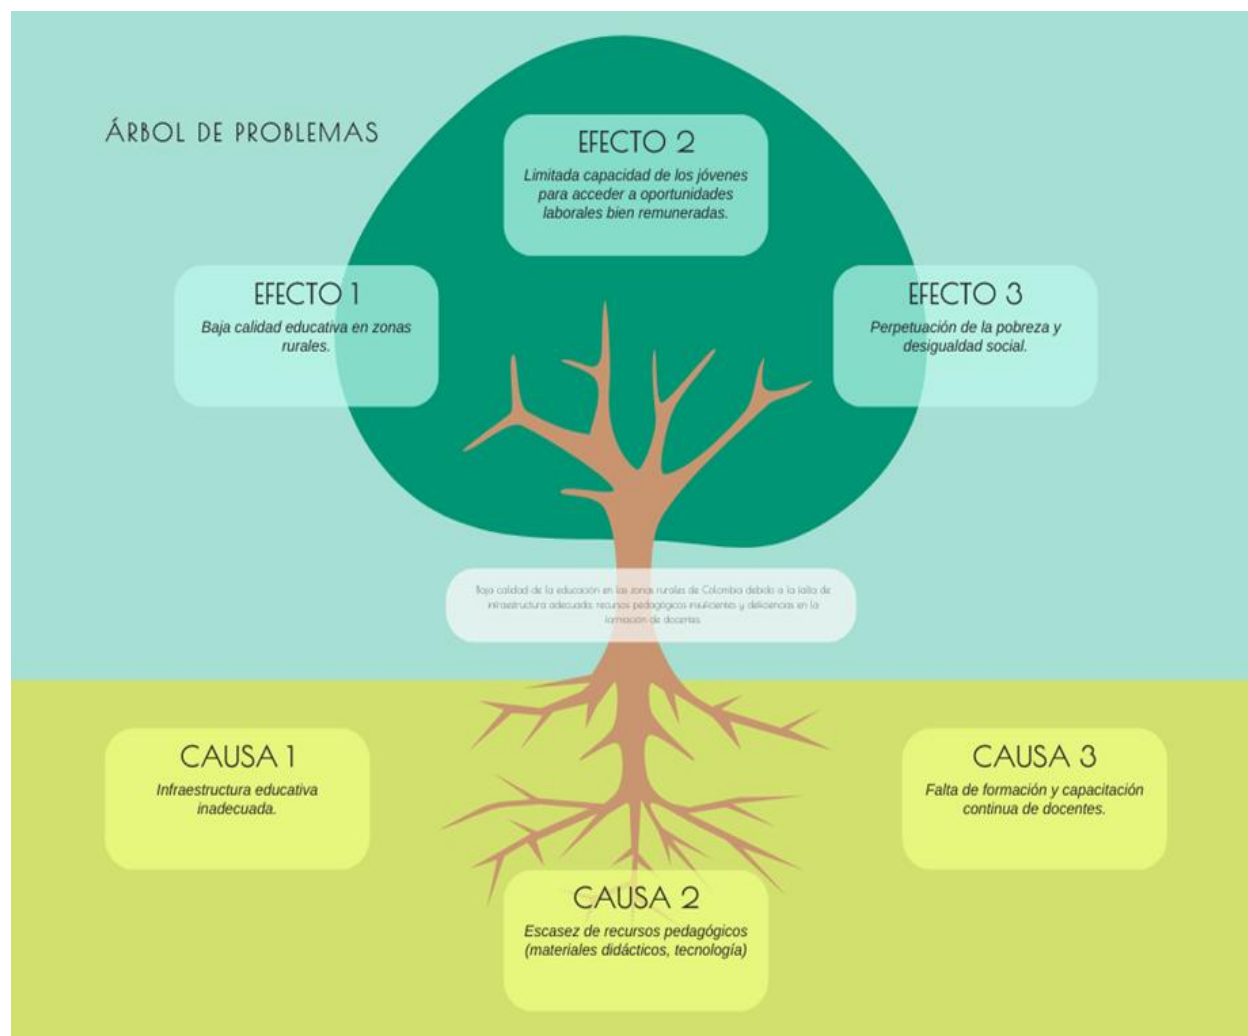 ÁRBOL DE PROBLEMAS
EFECTO 2
Limitada capacidad de los jóvenes
para acceder a oportunidades
laborales bien remuneradas.
EFECTO 1
Baja calidad educativa en zonas
rurales.
EFECTO 3
Perpetuación de la pobreza y
desigualdad social.
Baja calidad de la educación en las zonas rurales de Colombia debido a la falta de
infraestructura adecuada, recursos pedagógicos insuficientes y deficiencias en la
formación de docentes.
CAUSA 1
Infraestructura educativa
inadecuada.
CAUSA 3
Falta de formación y capacitación
continua de docentes.
CAUSA 2
Escasez de recursos pedagógicos
(materiales didácticos, tecnología)